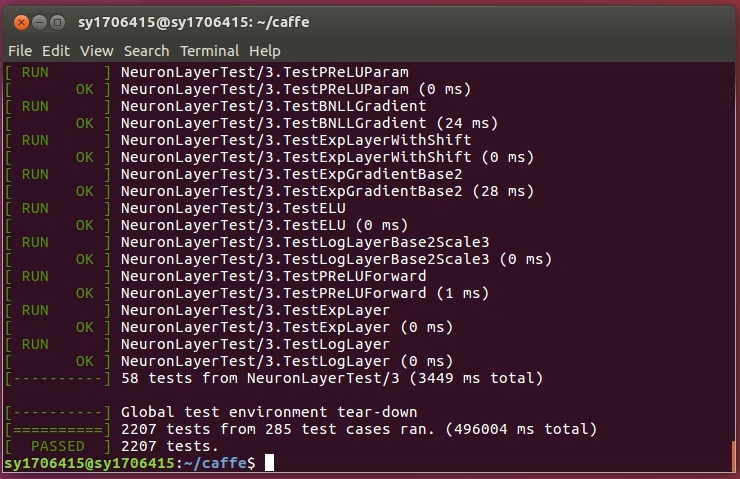 sy1706415@sy1706415: ~/caffe
File Edit View Search Terminal Help
[ RUN      ] NeuronLayerTest/3.TestPReLUParam
[       OK ] NeuronLayerTest/3.TestPReLUParam (0 ms)
[ RUN      ] NeuronLayerTest/3.TestBNLLGradient
[       OK ] NeuronLayerTest/3.TestBNLLGradient (24 ms)
[ RUN      ] NeuronLayerTest/3.TestExpLayerWithShift
[       OK ] NeuronLayerTest/3.TestExpLayerWithShift (0 ms)
[ RUN      ] NeuronLayerTest/3.TestExpGradientBase2
[       OK ] NeuronLayerTest/3.TestExpGradientBase2 (28 ms)
[ RUN      ] NeuronLayerTest/3.TestELU
[       OK ] NeuronLayerTest/3.TestELU (0 ms)
[ RUN      ] NeuronLayerTest/3.TestLogLayerBase2Scale3
[       OK ] NeuronLayerTest/3.TestLogLayerBase2Scale3 (0 ms)
[ RUN      ] NeuronLayerTest/3.TestPReLUForward
[       OK ] NeuronLayerTest/3.TestPReLUForward (1 ms)
[ RUN      ] NeuronLayerTest/3.TestExpLayer
[       OK ] NeuronLayerTest/3.TestExpLayer (0 ms)
[ RUN      ] NeuronLayerTest/3.TestLogLayer
[       OK ] NeuronLayerTest/3.TestLogLayer (0 ms)
[----------] 58 tests from NeuronLayerTest/3 (3449 ms total)
[----------] Global test environment tear-down
[==========] 2207 tests from 285 test cases ran. (496004 ms total)
[  PASSED  ] 2207 tests.
sy1706415@sy1706415:~/caffe$